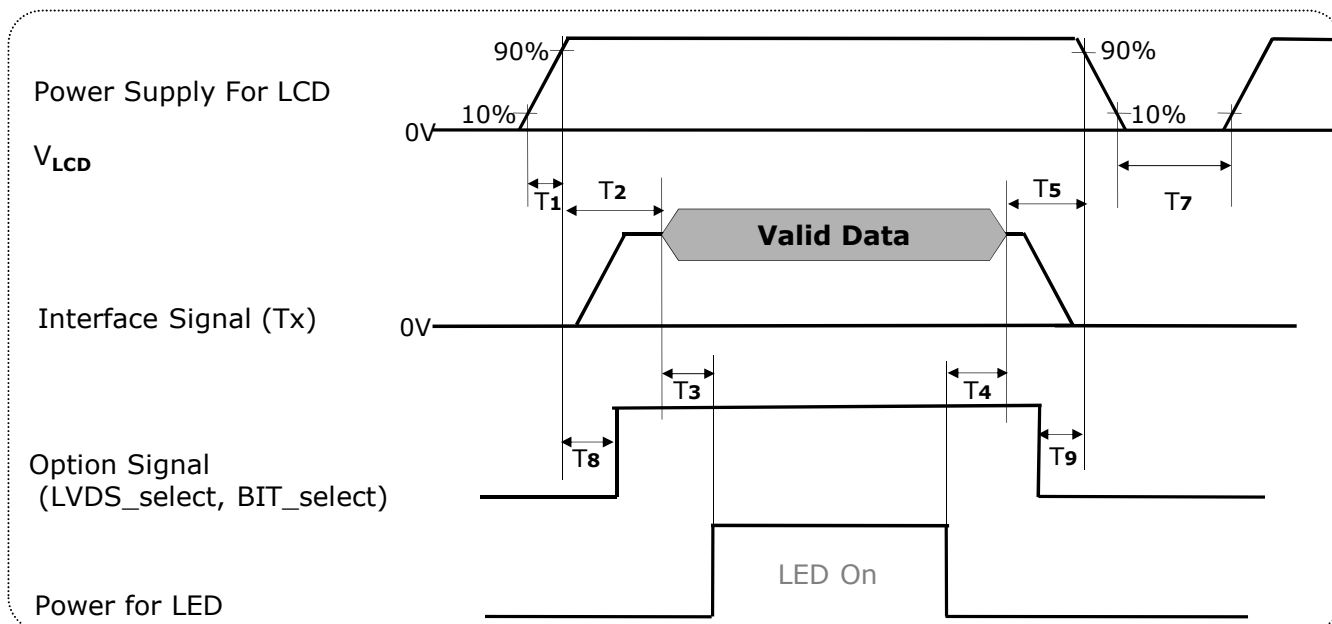 90%
90%
Power Supply For LCD
10%
10%
0V
VLCD
T1
T2
T5
T7
Valid Data
Interface Signal (Tx)
0V
T3
T4
T8
T9
Option Signal
(LVDS_select, BIT_select)
LED On
Power for LED